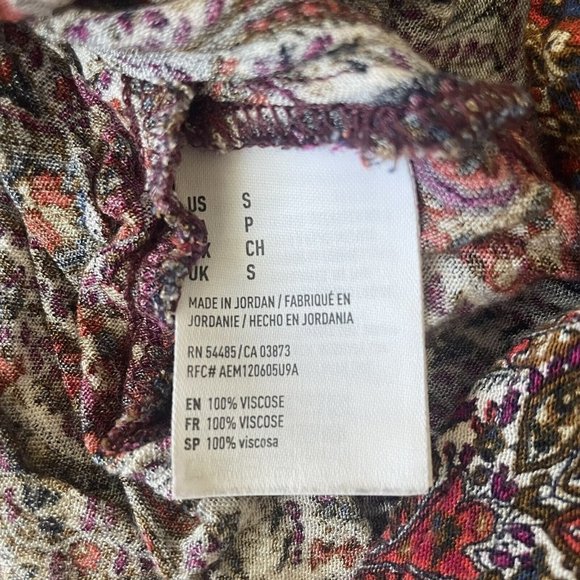 US S
P
CH
UK S
MADE IN JORDAN / FABRIQUÉ EN
JORDANIE / HECHO EN JORDANIA
RN 54485 / CA 03873
RFC# AEM120605U9A
EN 100% VISCOSE
FR 100% VISCOSE
SP 100% viscosa